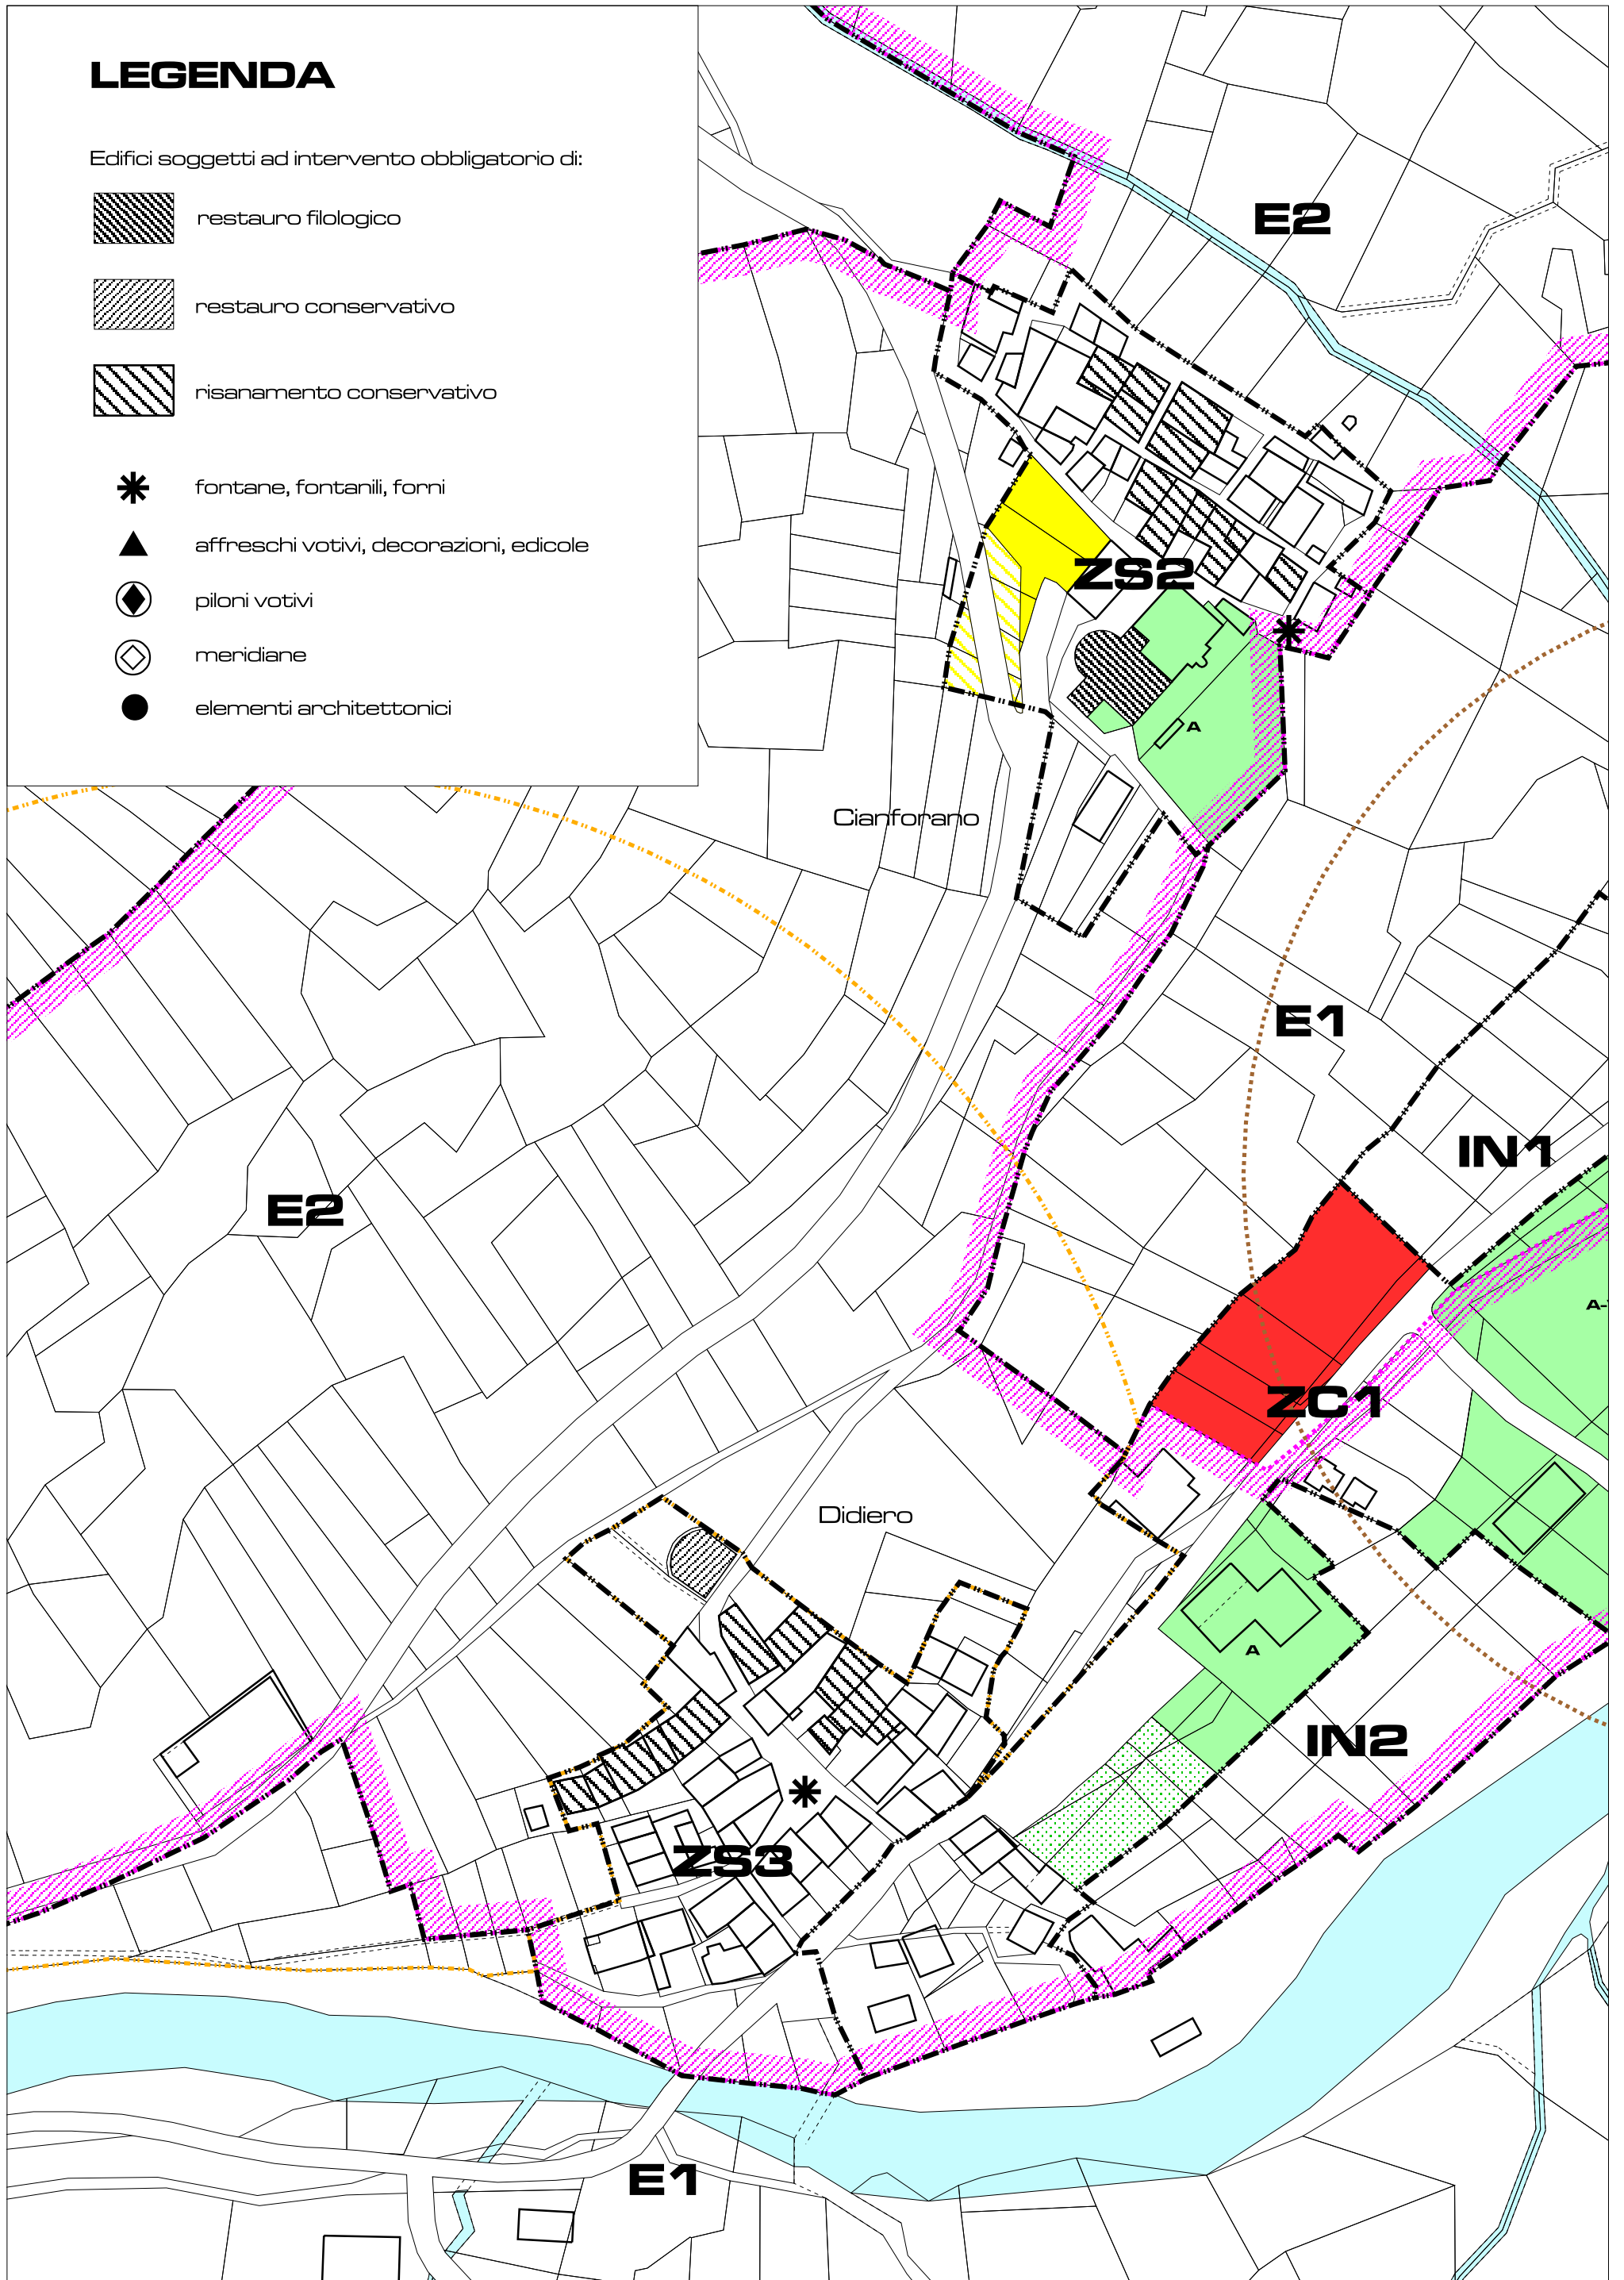 LEGENDA
Edifici soggetti ad intervento obbligatorio di:
restauro filologico
restauro conservativo
risanamento conservativo
fontane, fontanili, forni
affreschi votivi, decorazioni, edicole
piloni votivi
meridiane
elementi architettonici
E2
ZS2
A
Cianforano
E1
IN1
E2
A-
ZC1
Didiero
A
IN2
ZS3
E1